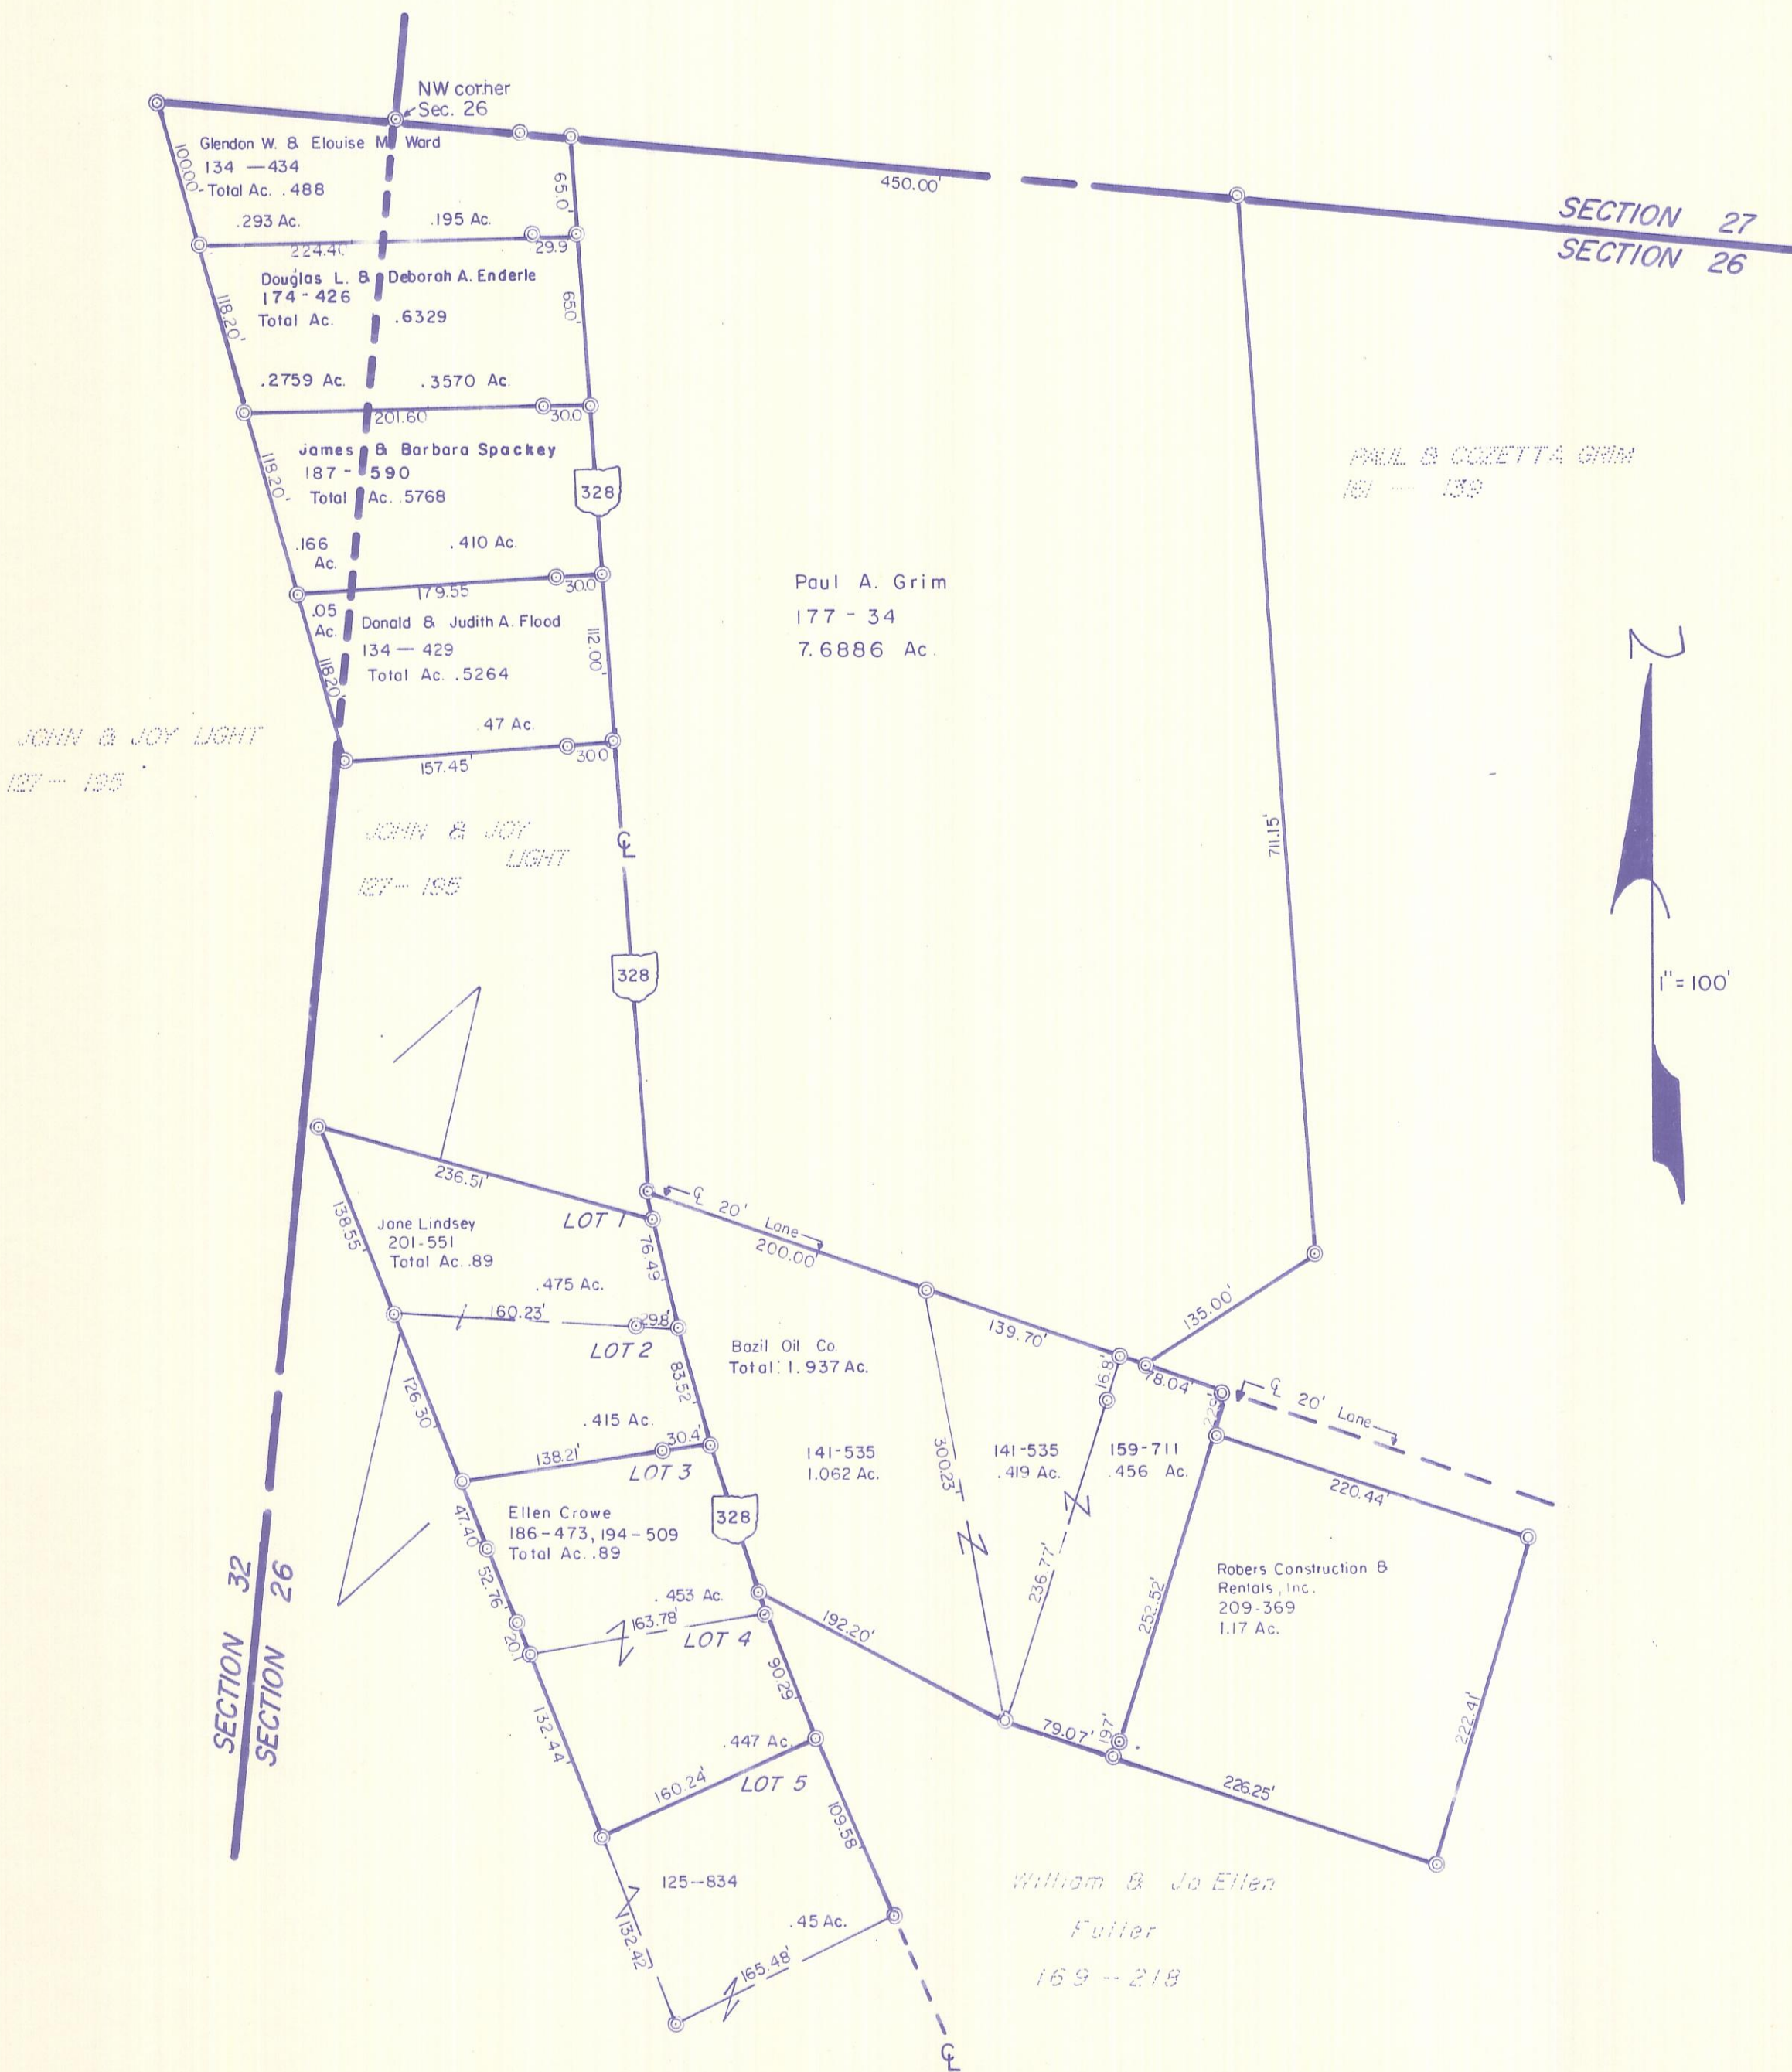 NW corner
Sec. 26
Glendon W. & Elouise M. Ward
134 — 434
Total Ac. .488
.293 Ac.
.195 Ac.
100.00'
65.0'
450.00'
SECTION 27
SECTION 26
224.40'
29.9
Douglas L. & Deborah A. Enderle
174 - 426
Total Ac. .6329
118.20'
65.0'
.2759 Ac.
.3570 Ac.
201.60'
30.0
James & Barbara Spackey
187 - 590
Total Ac. .5768
118.20'
328
.166
Ac.
.410 Ac.
179.55
30.0
.05
Ac.
Donald & Judith A. Flood
134 — 429
Total Ac. .5264
118.20'
112.00'
.47 Ac.
157.45'
30.0
Paul A. Grim
177 - 34
7.6886 Ac.
711.15'
PAUL & COZETTA GRIM
181 — 139
N
1" = 100'
JOHN & JOY LIGHT
127 — 195
JOHN & JOY
LIGHT
127 — 195
℄
328
236.51'
138.55'
Jane Lindsey
201-551
Total Ac. .89
LOT 1
76.49'
.475 Ac.
160.23'
29.8'
LOT 2
℄ 20' Lane
200.00'
139.70'
135.00'
16.8'
78.04'
22.9'
℄ 20' Lane
126.30'
83.52'
.415 Ac.
138.21'
30.4'
LOT 3
Bazil Oil Co.
Total: 1.937 Ac.
141-535
1.062 Ac.
300.23'
141-535
.419 Ac.
159-711
.456 Ac.
236.77'
252.52'
220.44'
Robers Construction &
Rentals, Inc.
209-369
1.17 Ac.
222.41'
47.40'
52.76'
20.1
Ellen Crowe
186-473, 194-509
Total Ac. .89
328
.453 Ac.
163.78'
LOT 4
192.20'
79.07'
19.7'
226.25'
SECTION 32
SECTION 26
132.44'
90.29'
.447 Ac.
160.24'
LOT 5
109.58'
125-834
132.42'
.45 Ac.
165.48'
William & Jo Ellen
Fuller
169 -- 218
℄